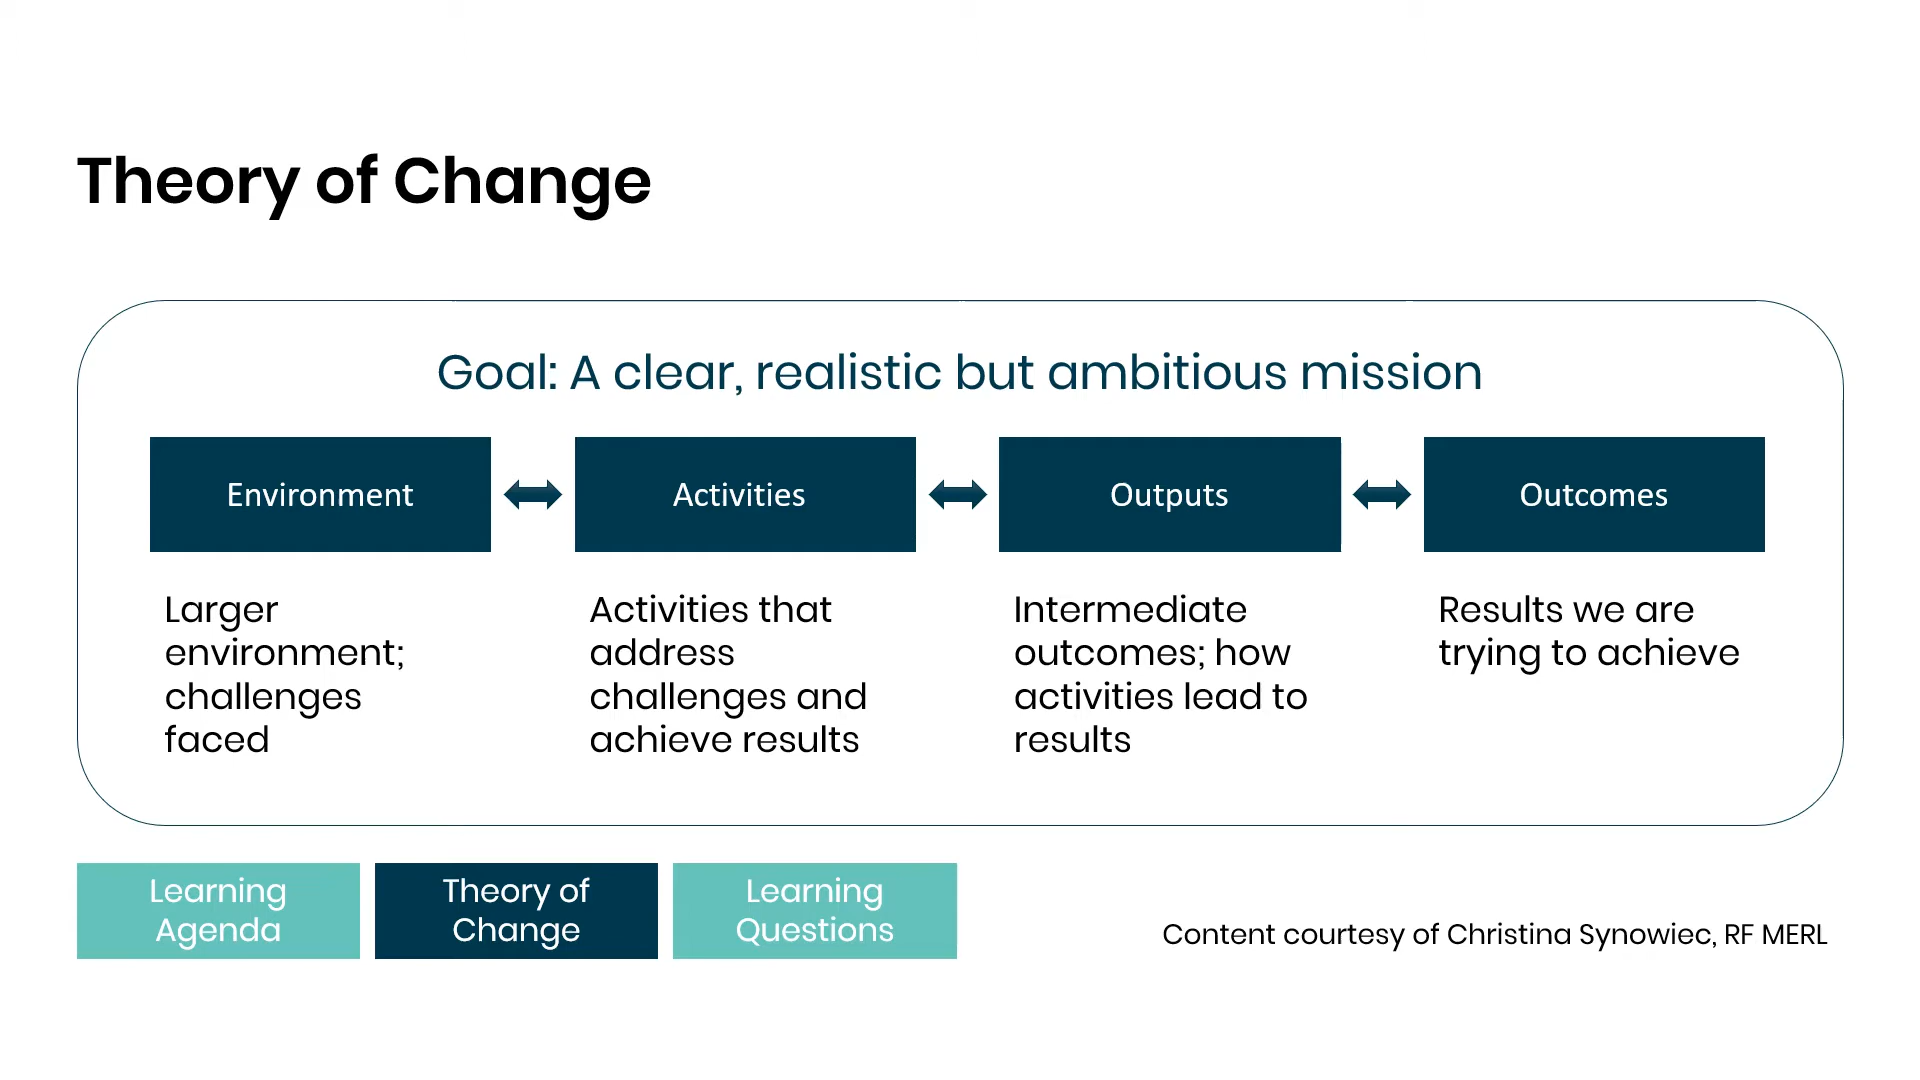 Theory of Change
Goal: A clear, realistic but ambitious mission
Environment
Activities
Outputs
Outcomes
Larger
environment;
challenges
faced
Activities that
address
challenges and
achieve results
Intermediate
outcomes; how
activities lead to
results
Results we are
trying to achieve
Learning
Agenda
Theory of
Change
Learning
Questions
Content courtesy of Christina Synowiec, RF MERL